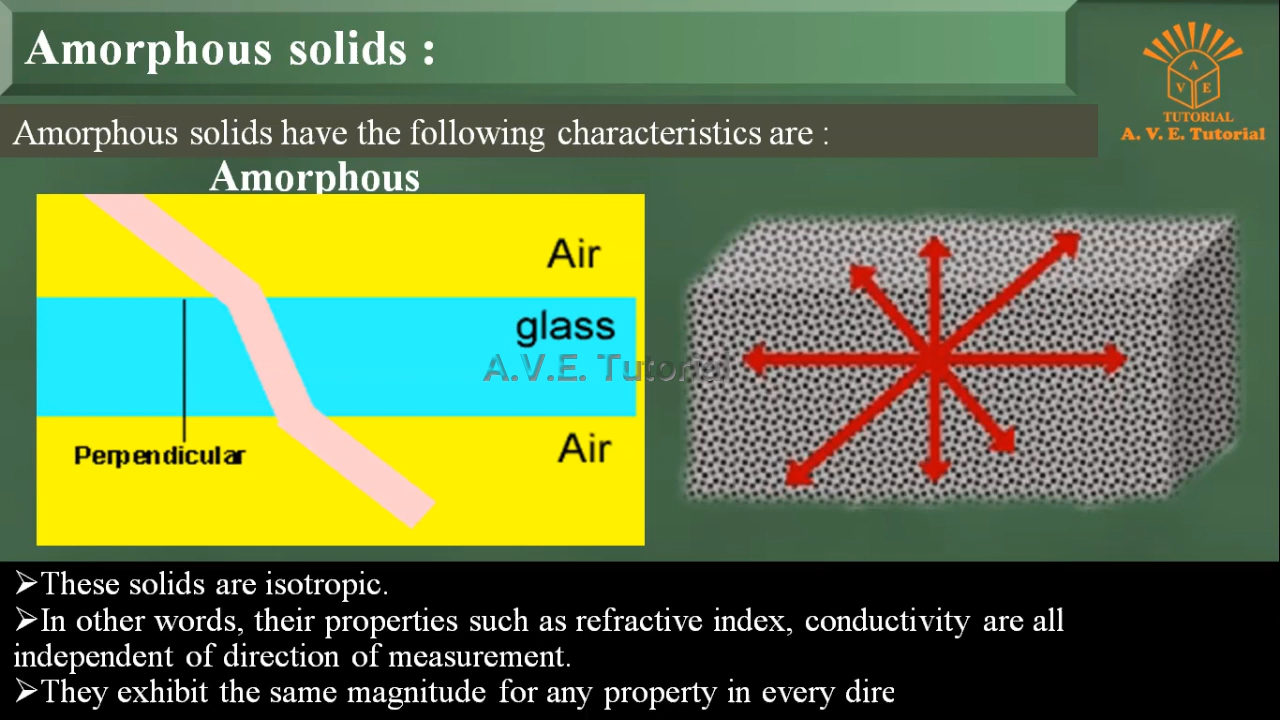 Amorphous solids :
A
V E
TUTORIAL
A. V. E. Tutorial
Amorphous solids have the following characteristics are :
Amorphous
Air
glass
A.V.E. Tutorial
Perpendicular
Air
➢These solids are isotropic.
➢In other words, their properties such as refractive index, conductivity are all
independent of direction of measurement.
➢They exhibit the same magnitude for any property in every dire